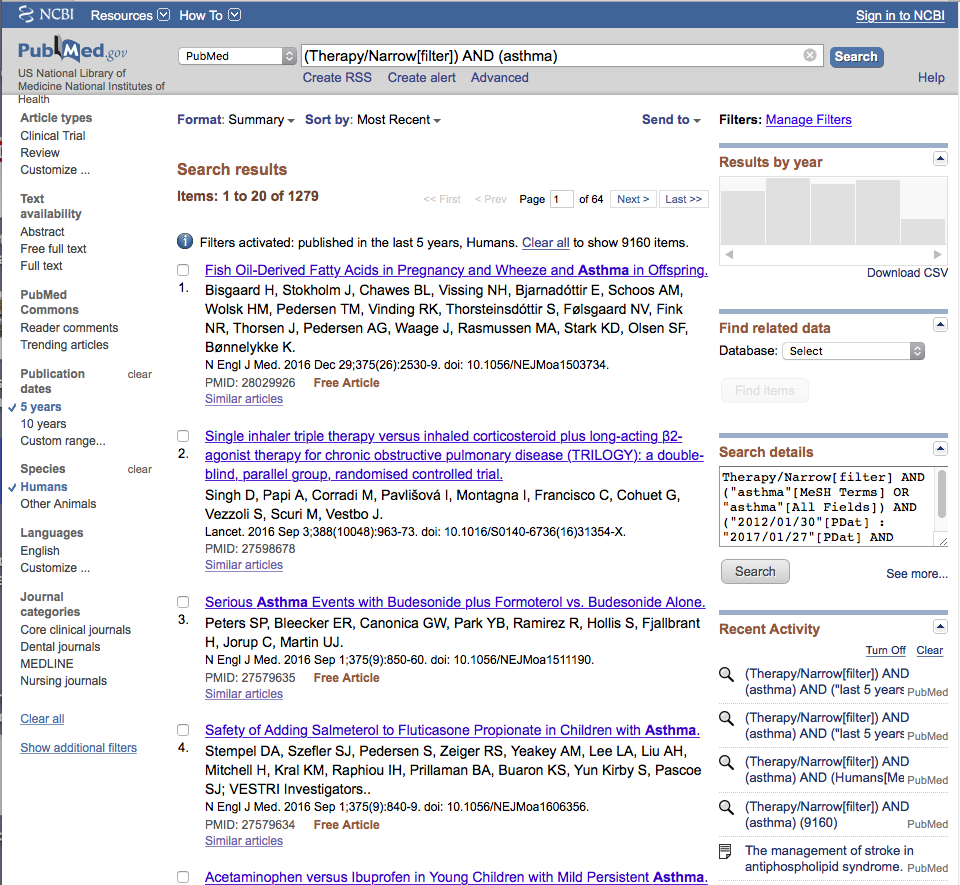 NCBI Resources How To Sign in to NCBI
PubMed.gov
US National Library of
Medicine National Institutes of
Health
PubMed
(Therapy/Narrow[filter]) AND (asthma)
Search
Create RSS Create alert Advanced
Help
Article types
Clinical Trial
Review
Customize ...
Text
availability
Abstract
Free full text
Full text
PubMed
Commons
Reader comments
Trending articles
Publication clear
dates
5 years
10 years
Custom range...
Species clear
Humans
Other Animals
Languages
English
Customize ...
Journal
categories
Core clinical journals
Dental journals
MEDLINE
Nursing journals
Clear all
Show additional filters
Format: Summary Sort by: Most Recent Send to
Search results
Items: 1 to 20 of 1279
<< First < Prev Page 1 of 64 Next > Last >>
Filters activated: published in the last 5 years, Humans. Clear all to show 9160 items.
Fish Oil-Derived Fatty Acids in Pregnancy and Wheeze and Asthma in Offspring.
1. Bisgaard H, Stokholm J, Chawes BL, Vissing NH, Bjarnadóttir E, Schoos AM,
Wolsk HM, Pedersen TM, Vinding RK, Thorsteinsdóttir S, Følsgaard NV, Fink
NR, Thorsen J, Pedersen AG, Waage J, Rasmussen MA, Stark KD, Olsen SF,
Bønnelykke K.
N Engl J Med. 2016 Dec 29;375(26):2530-9. doi: 10.1056/NEJMoa1503734.
PMID: 28029926 Free Article
Similar articles
Single inhaler triple therapy versus inhaled corticosteroid plus long-acting β2-
2. agonist therapy for chronic obstructive pulmonary disease (TRILOGY): a double-
blind, parallel group, randomised controlled trial.
Singh D, Papi A, Corradi M, Pavlišová I, Montagna I, Francisco C, Cohuet G,
Vezzoli S, Scuri M, Vestbo J.
Lancet. 2016 Sep 3;388(10048):963-73. doi: 10.1016/S0140-6736(16)31354-X.
PMID: 27598678
Similar articles
Serious Asthma Events with Budesonide plus Formoterol vs. Budesonide Alone.
3. Peters SP, Bleecker ER, Canonica GW, Park YB, Ramirez R, Hollis S, Fjallbrant
H, Jorup C, Martin UJ.
N Engl J Med. 2016 Sep 1;375(9):850-60. doi: 10.1056/NEJMoa1511190.
PMID: 27579635 Free Article
Similar articles
Safety of Adding Salmeterol to Fluticasone Propionate in Children with Asthma.
4. Stempel DA, Szefler SJ, Pedersen S, Zeiger RS, Yeakey AM, Lee LA, Liu AH,
Mitchell H, Kral KM, Raphiou IH, Prillaman BA, Buaron KS, Yun Kirby S, Pascoe
SJ; VESTRI Investigators..
N Engl J Med. 2016 Sep 1;375(9):840-9. doi: 10.1056/NEJMoa1606356.
PMID: 27579634 Free Article
Similar articles
Acetaminophen versus Ibuprofen in Young Children with Mild Persistent Asthma.
Filters: Manage Filters
Results by year
Download CSV
Find related data
Database: Select
Find items
Search details
Therapy/Narrow[filter] AND
("asthma"[MeSH Terms] OR
"asthma"[All Fields]) AND
("2012/01/30"[PDat] :
"2017/01/27"[PDat] AND
Search
See more...
Recent Activity
Turn Off Clear
(Therapy/Narrow[filter]) AND
(asthma) AND ("last 5 years PubMed
(Therapy/Narrow[filter]) AND
(asthma) AND ("last 5 years PubMed
(Therapy/Narrow[filter]) AND
(asthma) AND (Humans[Me PubMed
(Therapy/Narrow[filter]) AND
(asthma) (9160) PubMed
The management of stroke in
antiphospholipid syndrome. PubMed